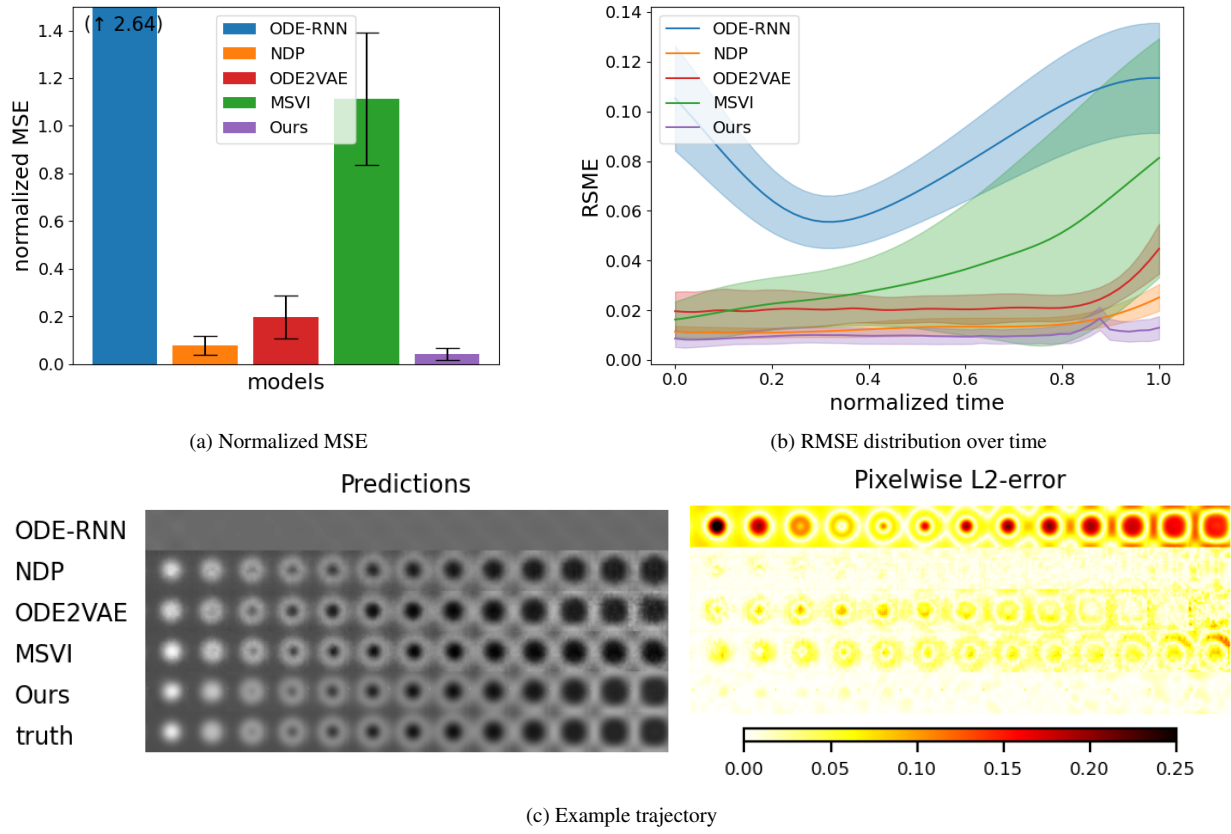 (↑ 2.64)
ODE-RNN
NDP
ODE2VAE
MSVI
Ours
normalized MSE
1.4
1.2
1.0
0.8
0.6
0.4
0.2
0.0
models
(a) Normalized MSE
ODE-RNN
NDP
ODE2VAE
MSVI
Ours
RSME
0.14
0.12
0.10
0.08
0.06
0.04
0.02
0.00
0.0 0.2 0.4 0.6 0.8 1.0
normalized time
(b) RMSE distribution over time
Predictions
Pixelwise L2-error
ODE-RNN
NDP
ODE2VAE
MSVI
Ours
truth
0.00 0.05 0.10 0.15 0.20 0.25
(c) Example trajectory